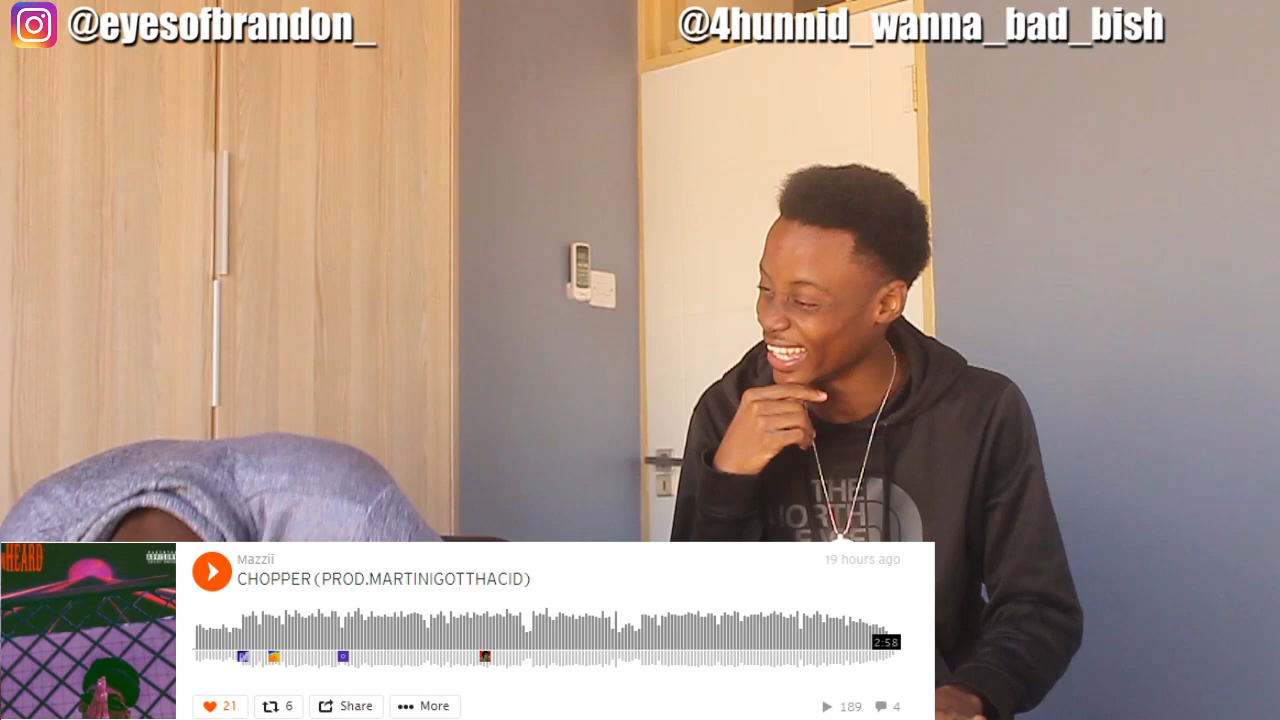 @eyesofbrandon_
@4hunnid_wanna_bad_bish
THE
NORTH
HEARD
Mazzii
19 hours ago
CHOPPER (PROD.MARTINIGOTTHACID)
2:58
21
6
Share
More
189
4